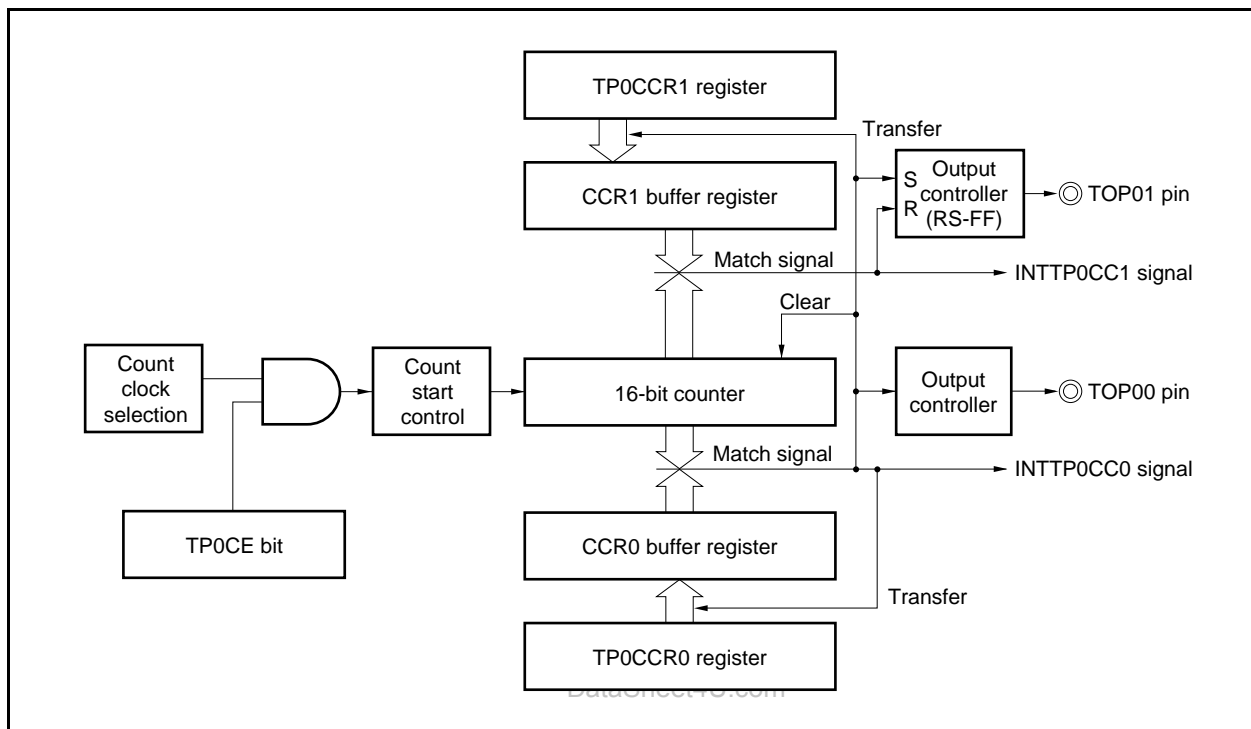 TP0CCR1 register
Transfer
CCR1 buffer register
S
R
Output
controller
(RS-FF)
TOP01 pin
Match signal
INTTP0CC1 signal
Clear
Count
clock
selection
Count
start
control
16-bit counter
Output
controller
TOP00 pin
Match signal
INTTP0CC0 signal
TP0CE bit
CCR0 buffer register
Transfer
TP0CCR0 register
DataSheet4U.com